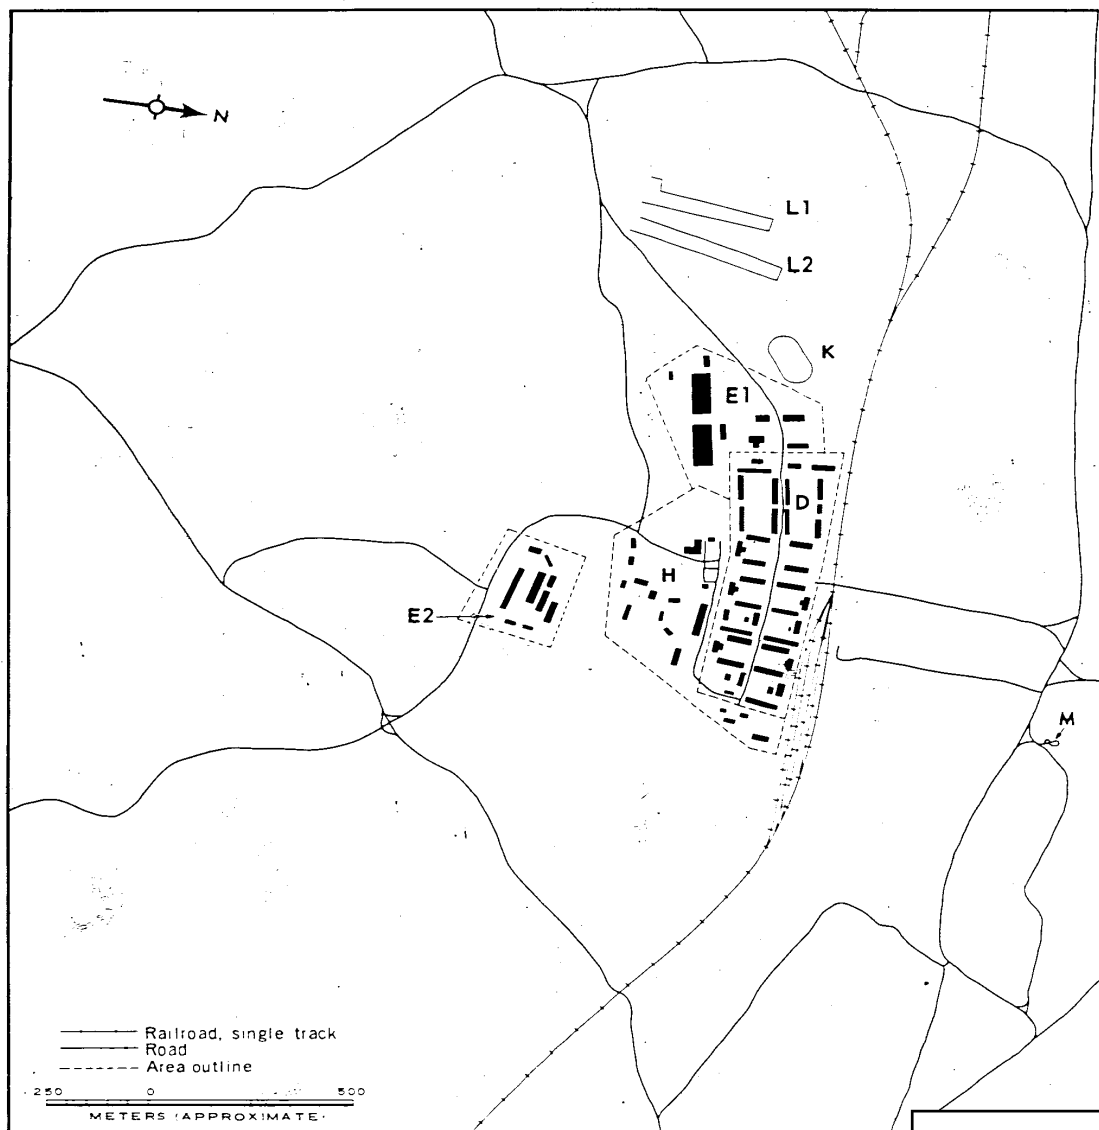 N
L1
L2
K
E1
D
H
E2
M
Railroad, single track
Road
Area outline
250 0 500
METERS (APPROXIMATE)